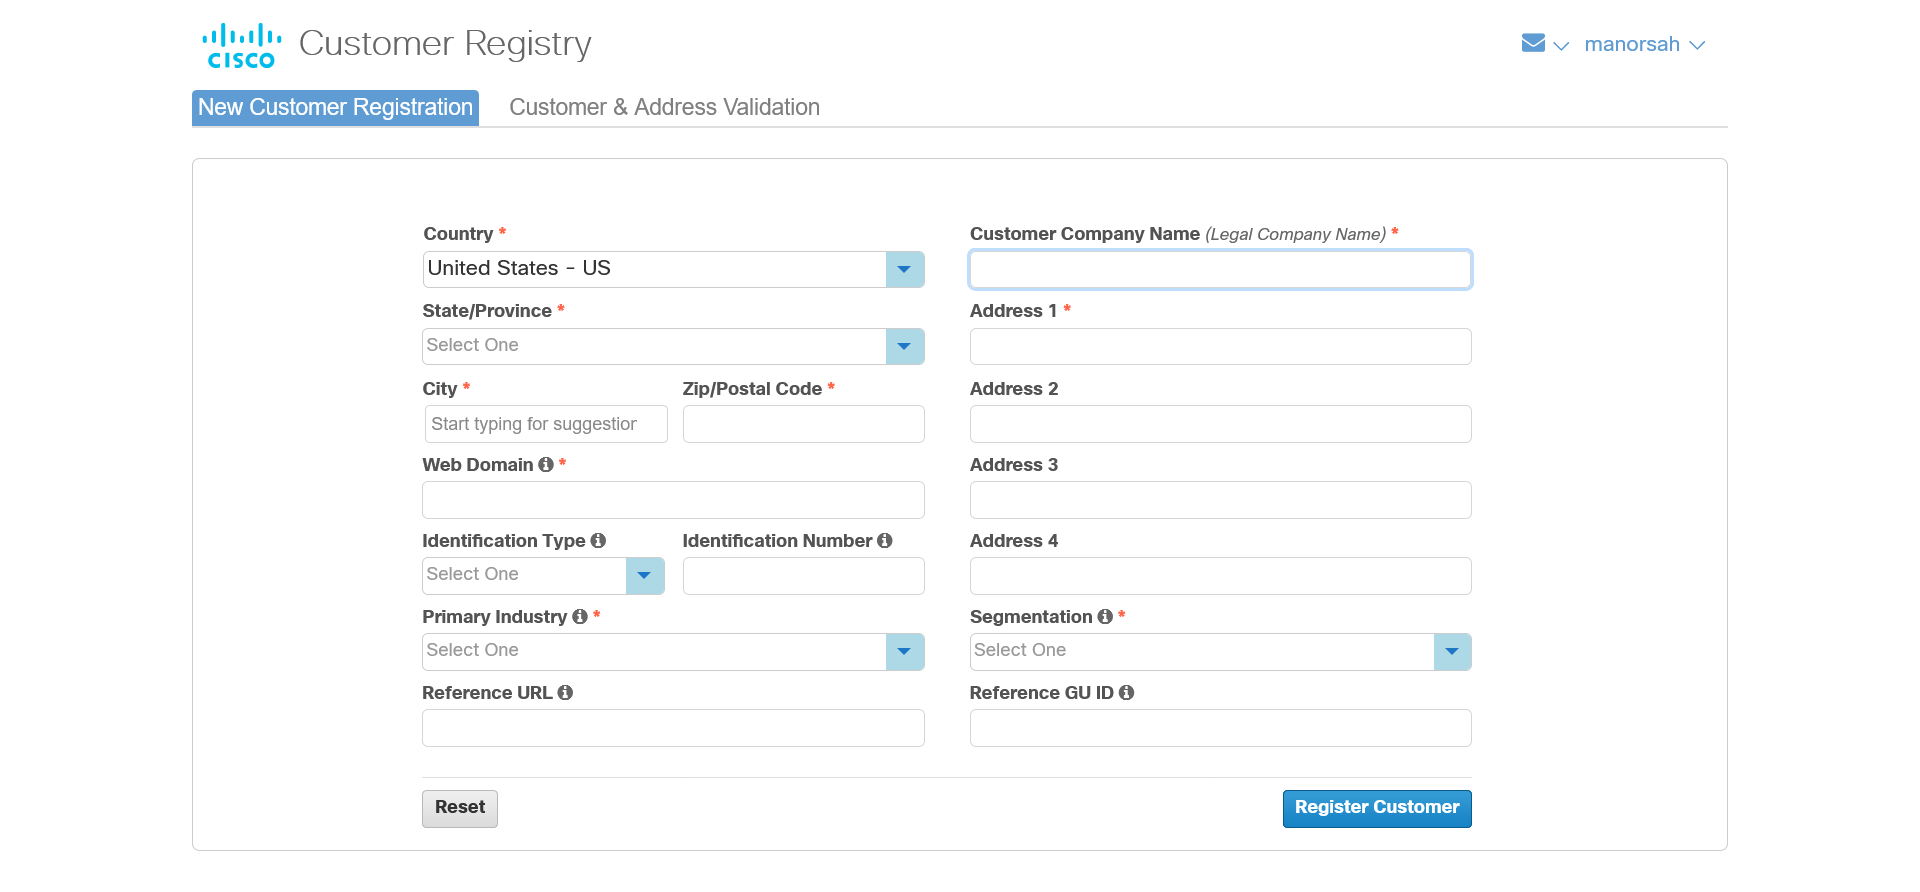 CISCO
Customer Registry
manorsah
New Customer Registration
Customer & Address Validation
Country *
Customer Company Name (Legal Company Name) *
United States - US
State/Province *
Address 1 *
Select One
City *
Zip/Postal Code *
Address 2
Start typing for suggestior
Web Domain *
Address 3
Identification Type
Identification Number
Address 4
Select One
Primary Industry *
Segmentation *
Select One
Select One
Reference URL
Reference GU ID
Reset
Register Customer